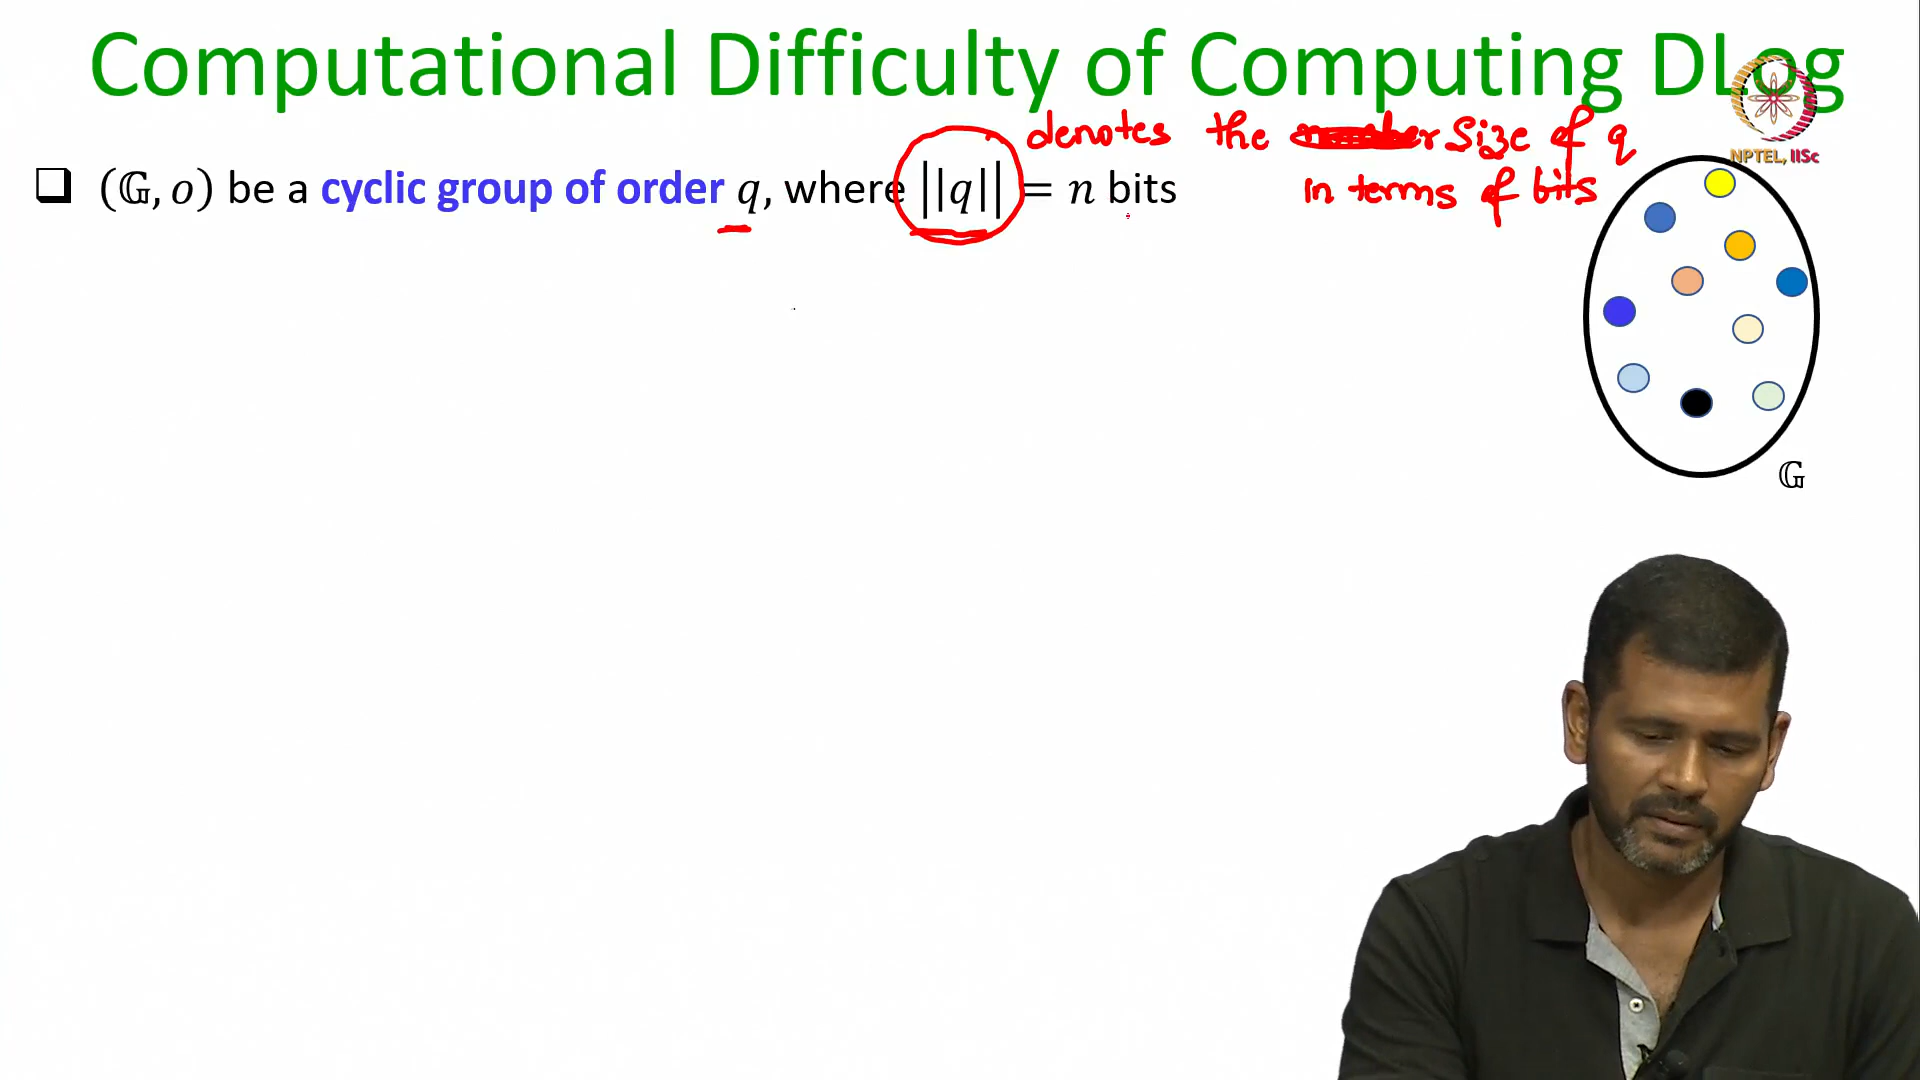 Computational Difficulty of Computing DLog
denotes the size of q
in terms of bits
(𝔾, o) be a cyclic group of order q, where ||q|| = n bits
NPTEL, IISc
𝔾